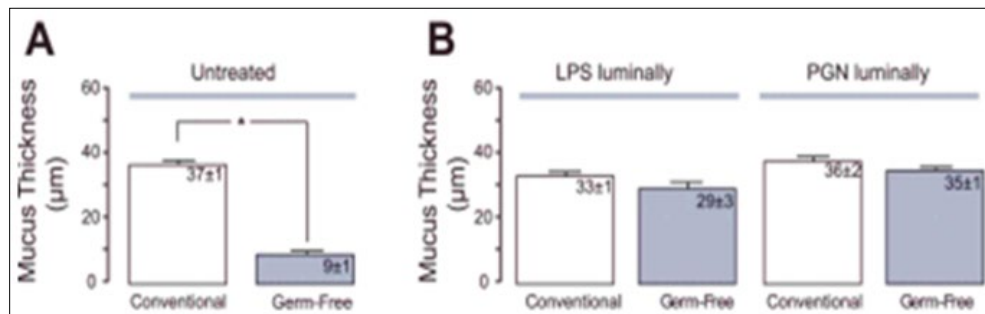 A
Untreated
Mucus Thickness
(µm)
60
40
20
0
*
37±1
9±1
Conventional
Germ-Free
B
LPS luminally
PGN luminally
Mucus Thickness
(µm)
60
40
20
0
33±1
29±3
36±2
35±1
Conventional
Germ-Free
Conventional
Germ-Free